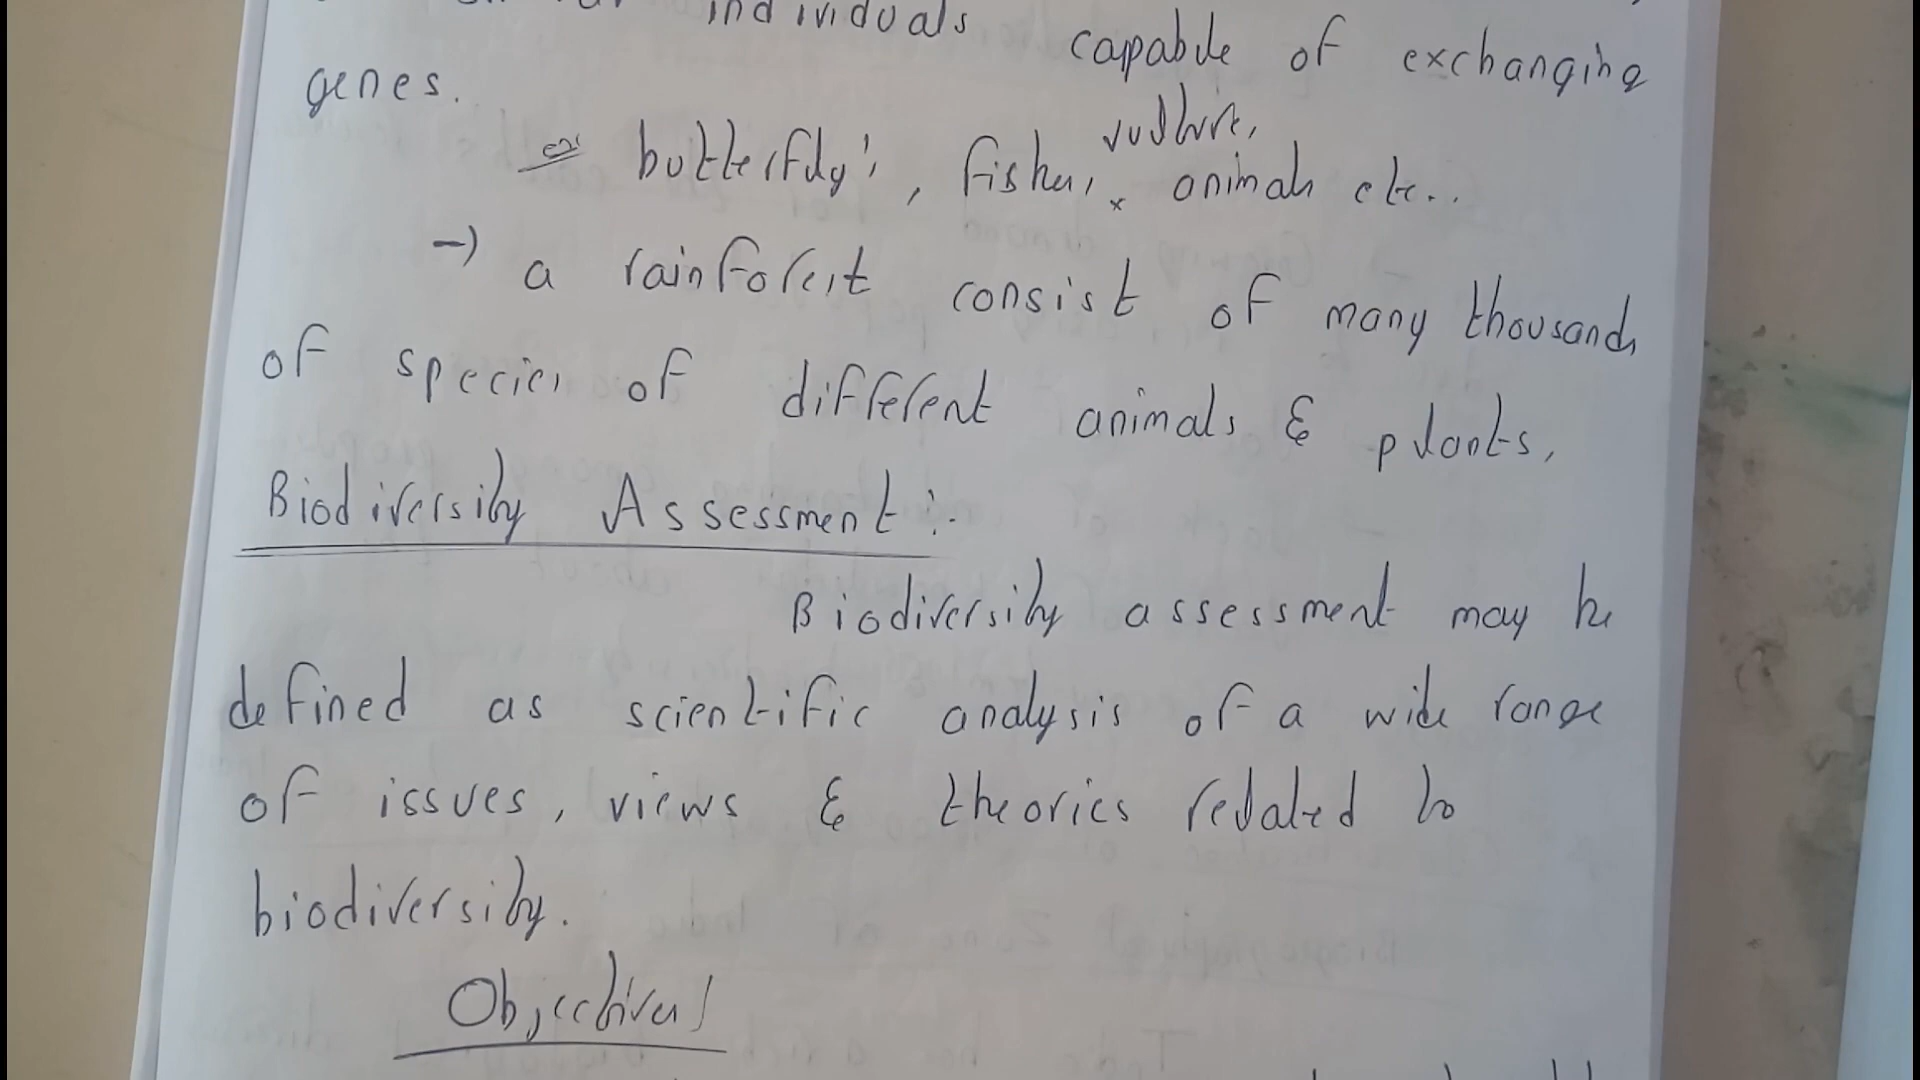 individuals capable of exchanging
genes.
ex: butterfly's, fishes, vulture, animals etc..
→ a rainforest consist of many thousands
of species of different animals & plants,
Biodiversity Assessment :-
Biodiversity assessment may be
defined as scientific analysis of a wide range
of issues, views & theories related to
biodiversity.
Objectives